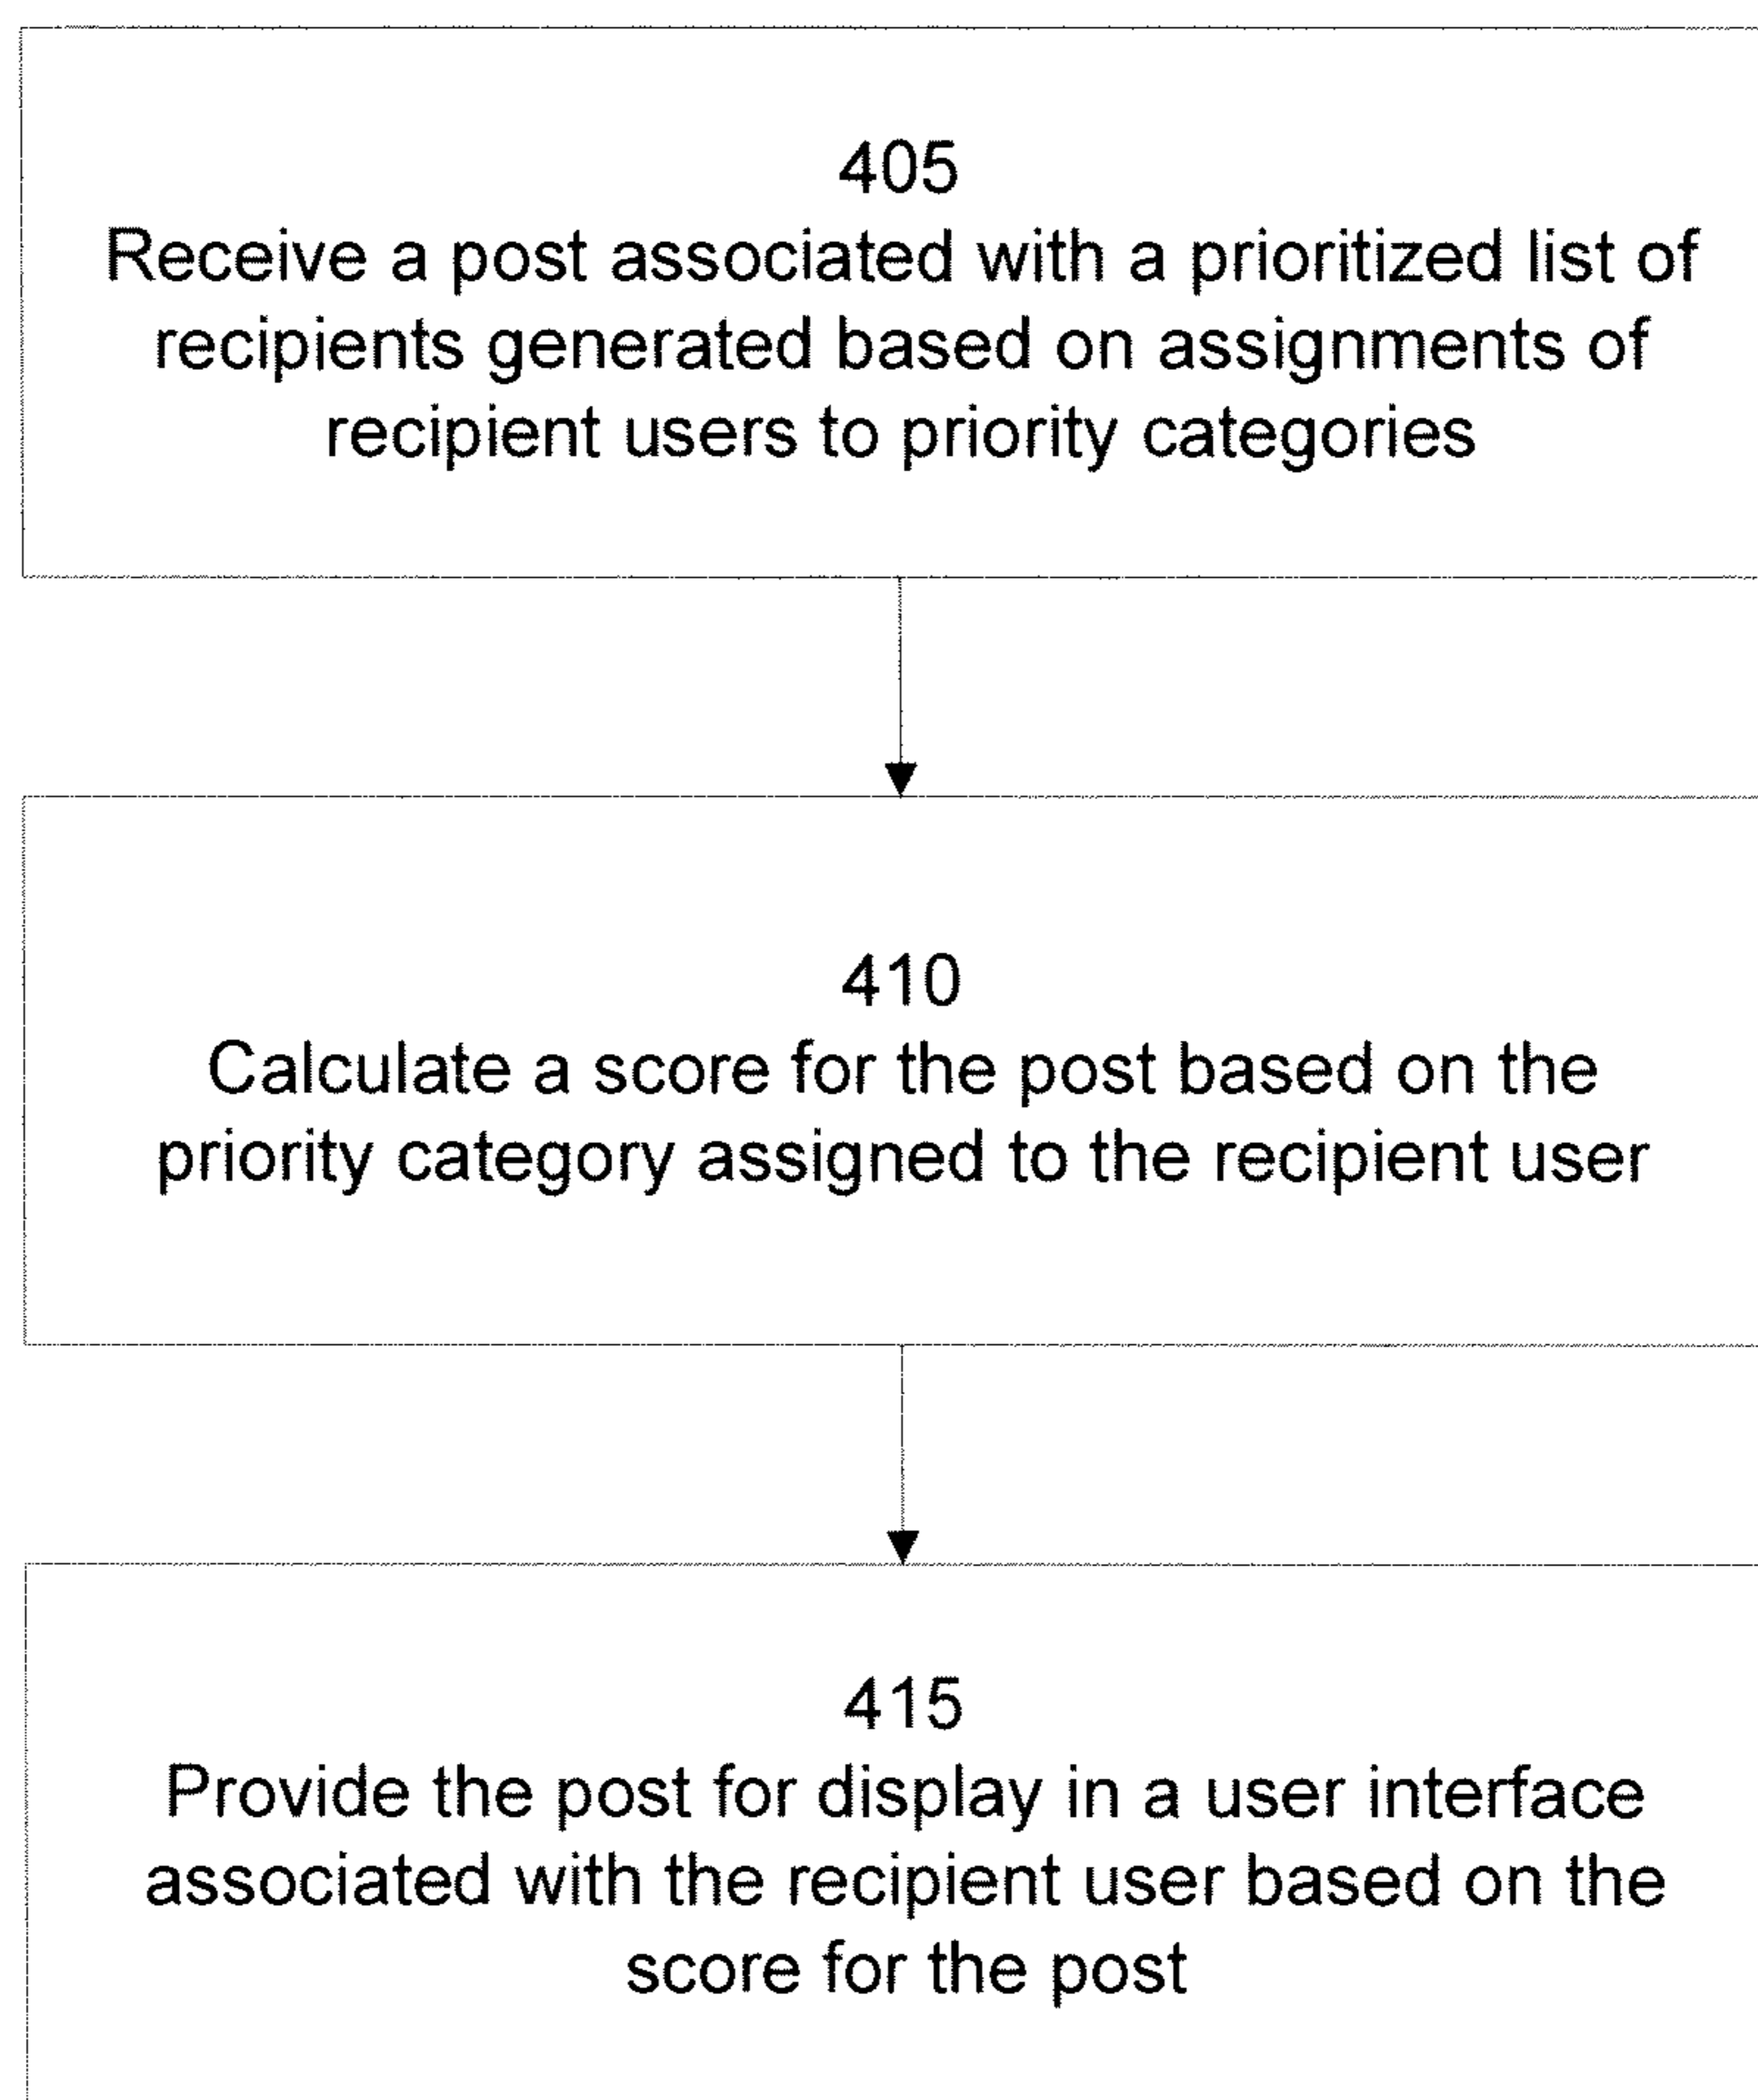 405
Receive a post associated with a prioritized list of
recipients generated based on assignments of
recipient users to priority categories
410
Calculate a score for the post based on the
priority category assigned to the recipient user
415
Provide the post for display in a user interface
associated with the recipient user based on the
score for the post